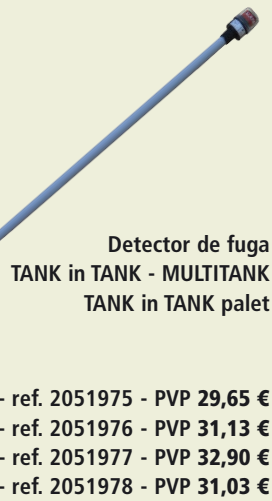 Detector de fuga
TANK in TANK - MULTITANK
TANK in TANK palet
- ref. 2051975 - PVP 29,65 €
- ref. 2051976 - PVP 31,13 €
- ref. 2051977 - PVP 32,90 €
- ref. 2051978 - PVP 31,03 €